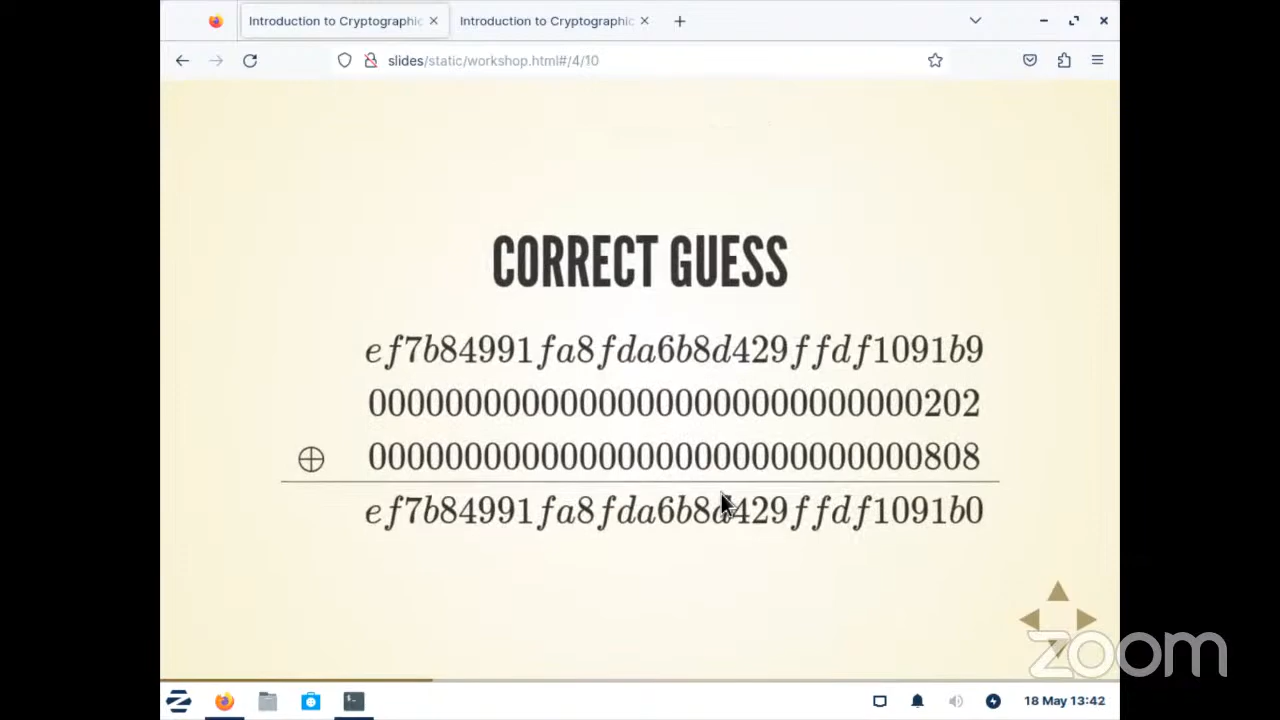 Introduction to Cryptographic
Introduction to Cryptographic
slides/static/workshop.html#/4/10
CORRECT GUESS
ef7b84991fa8fda6b8d429ffdf1091b9
00000000000000000000000000000202
⊕ 00000000000000000000000000000808
ef7b84991fa8fda6b8d429ffdf1091b0
zoom
18 May 13:42